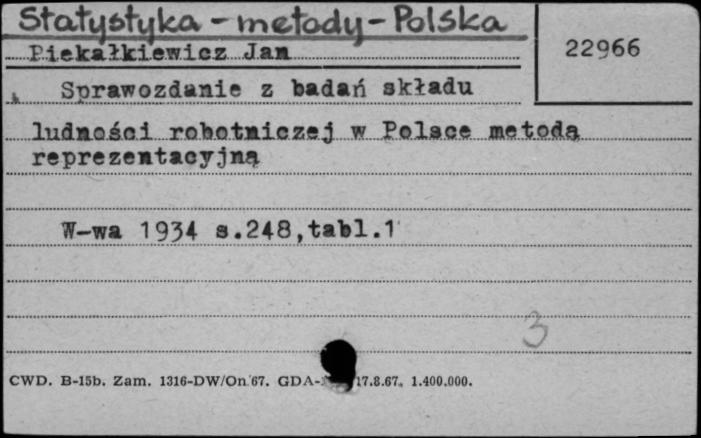 Statystyka - metody - Polska
Piekałkiewicz Jan
22966
Sprawozdanie z badań składu
ludności robotniczej w Polsce metodą
reprezentacyjną
W-wa 1934 s.248,tabl.1
3
CWD. B-15b. Zam. 1316-DW/On/67. GDA- 17.8.67. 1.400.000.